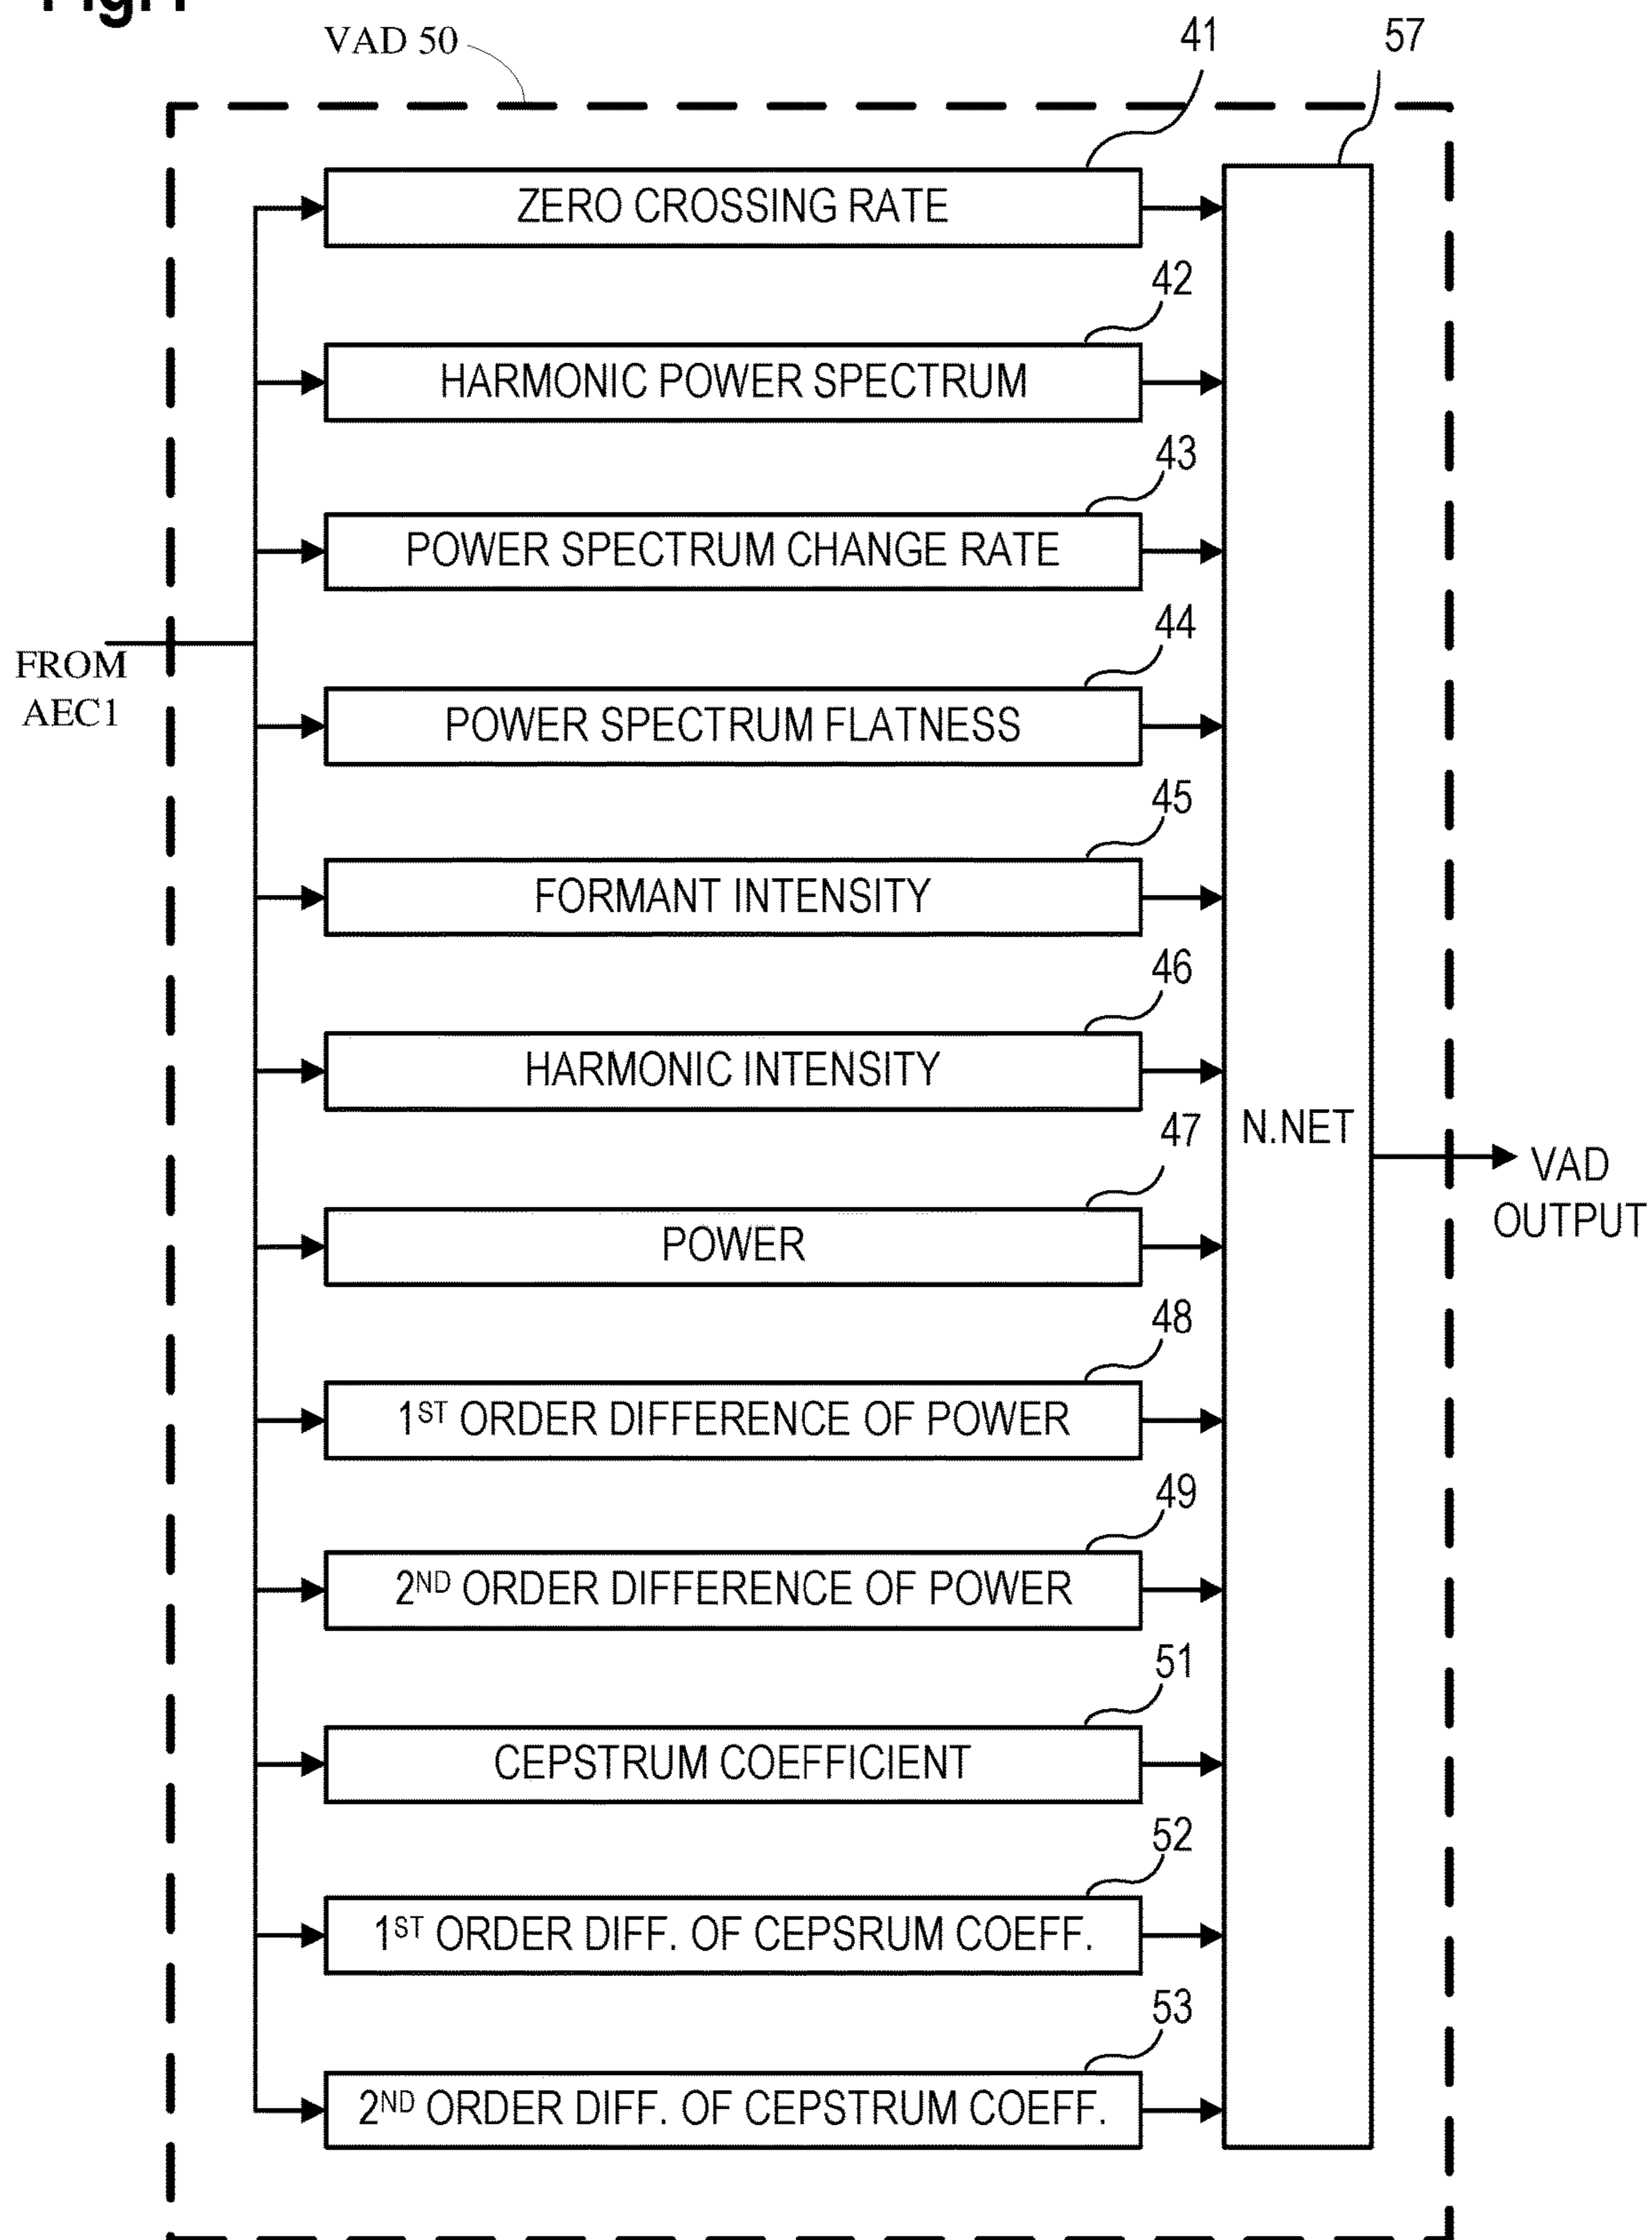 VAD 50
41
57
ZERO CROSSING RATE
42
HARMONIC POWER SPECTRUM
43
POWER SPECTRUM CHANGE RATE
44
FROM
AEC1
POWER SPECTRUM FLATNESS
45
FORMANT INTENSITY
46
HARMONIC INTENSITY
47
N.NET
VAD
OUTPUT
POWER
48
1ST ORDER DIFFERENCE OF POWER
49
2ND ORDER DIFFERENCE OF POWER
51
CEPSTRUM COEFFICIENT
52
1ST ORDER DIFF. OF CEPSRUM COEFF.
53
2ND ORDER DIFF. OF CEPSTRUM COEFF.